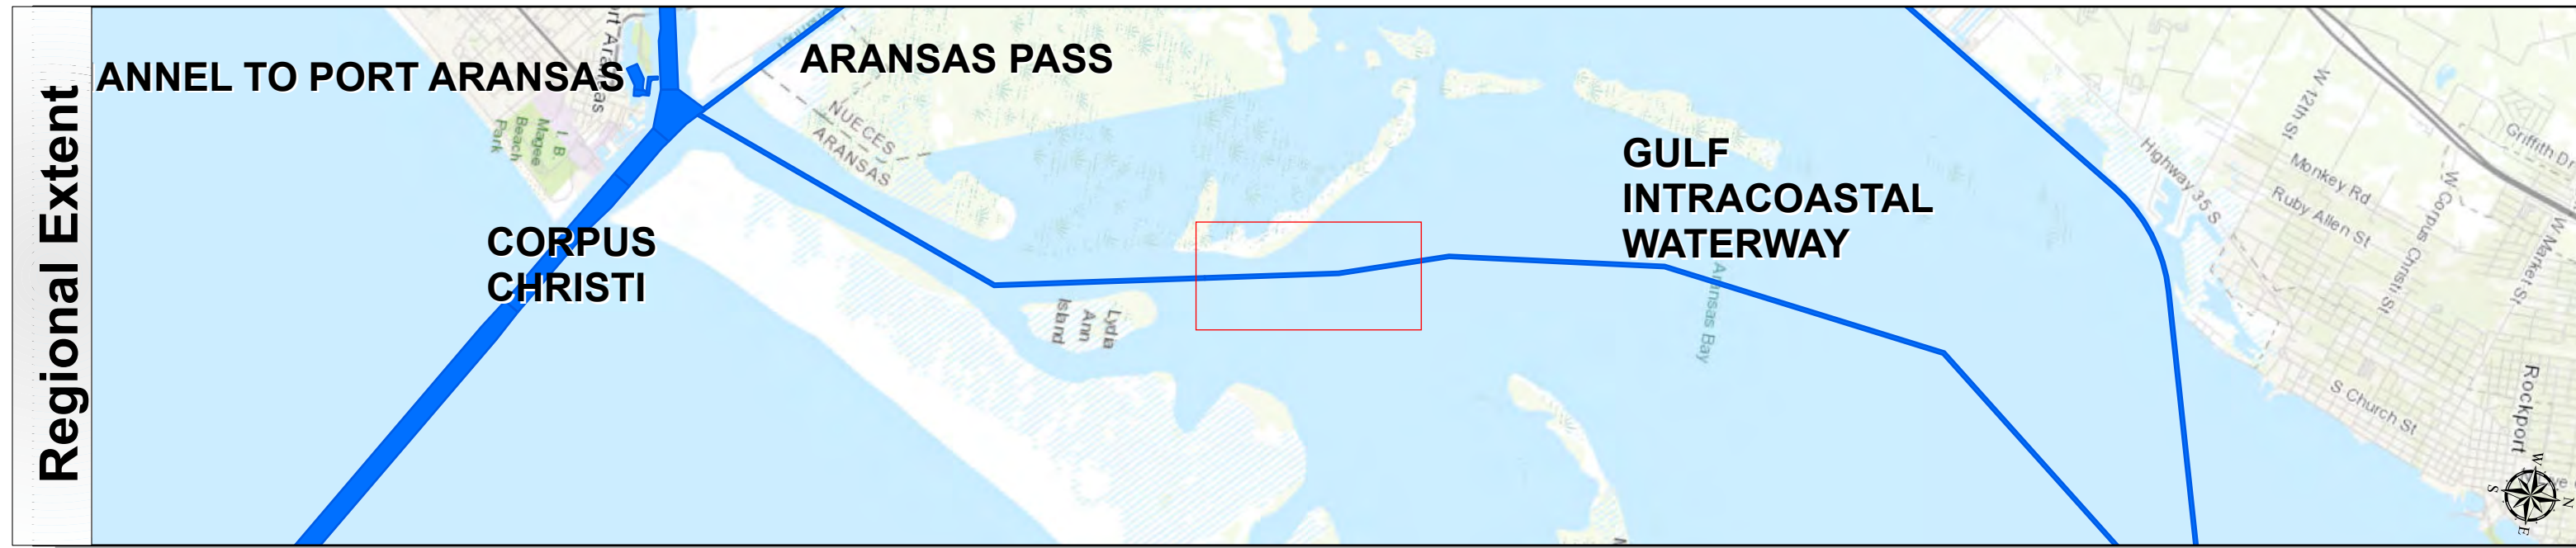 Regional Extent
ANNEL TO PORT ARANSAS
ARANSAS PASS
NUECES
ARANSAS
I. B.
Magee
Beach
Park
CORPUS
CHRISTI
Lydia
Ann
Island
GULF
INTRACOASTAL
WATERWAY
Highway 35 S
W 12th St
Monkey Rd
Ruby Allen St
W Corpus Christi St
Griffith Dr
W Market St
S Church St
Rockport
W
N
S
E